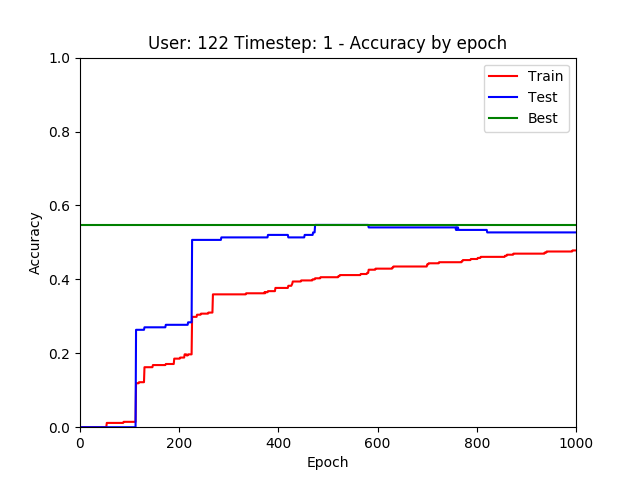 User: 122 Timestep: 1 - Accuracy by epoch
Train
Test
Best
Accuracy
1.0
0.8
0.6
0.4
0.2
0.0
0 200 400 600 800 1000
Epoch